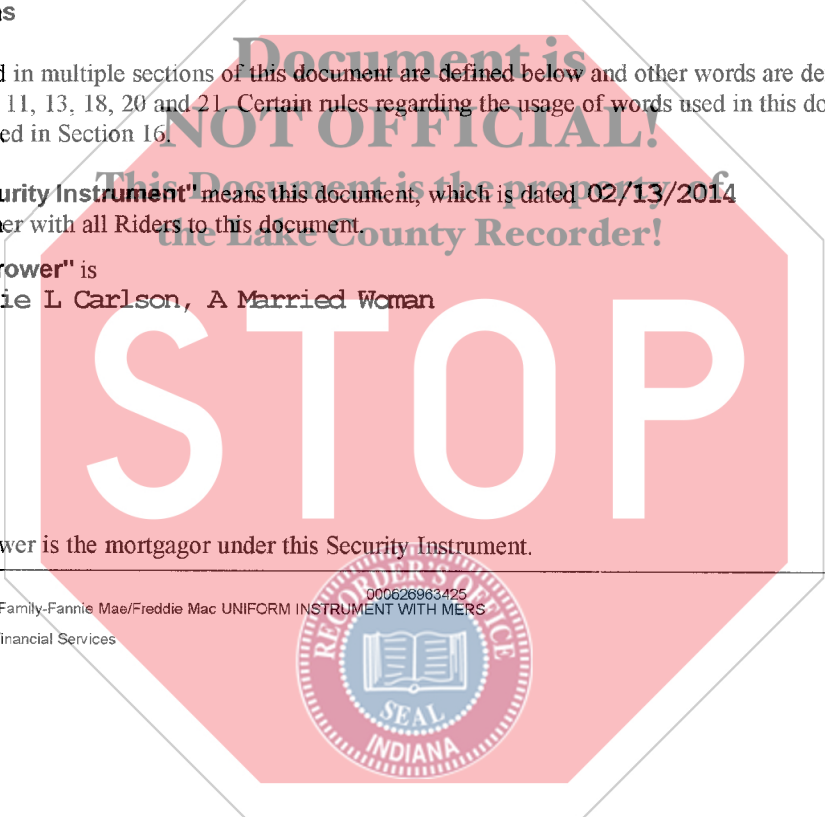 s
d in multiple sections of this document are defined below and other words are de
11, 13, 18, 20 and 21. Certain rules regarding the usage of words used in this do
ed in Section 16.
Document is
NOT OFFICIAL!
This Document is the property of
the Lake County Recorder!
urity Instrument" means this document, which is dated 02/13/2014
er with all Riders to this document.
rower" is
ie L Carlson, A Married Woman
STOP
wer is the mortgagor under this Security Instrument.
000626963425
Family-Fannie Mae/Freddie Mac UNIFORM INSTRUMENT WITH MERS
inancial Services
RECORDER'S OFFICE
SEAL
INDIANA